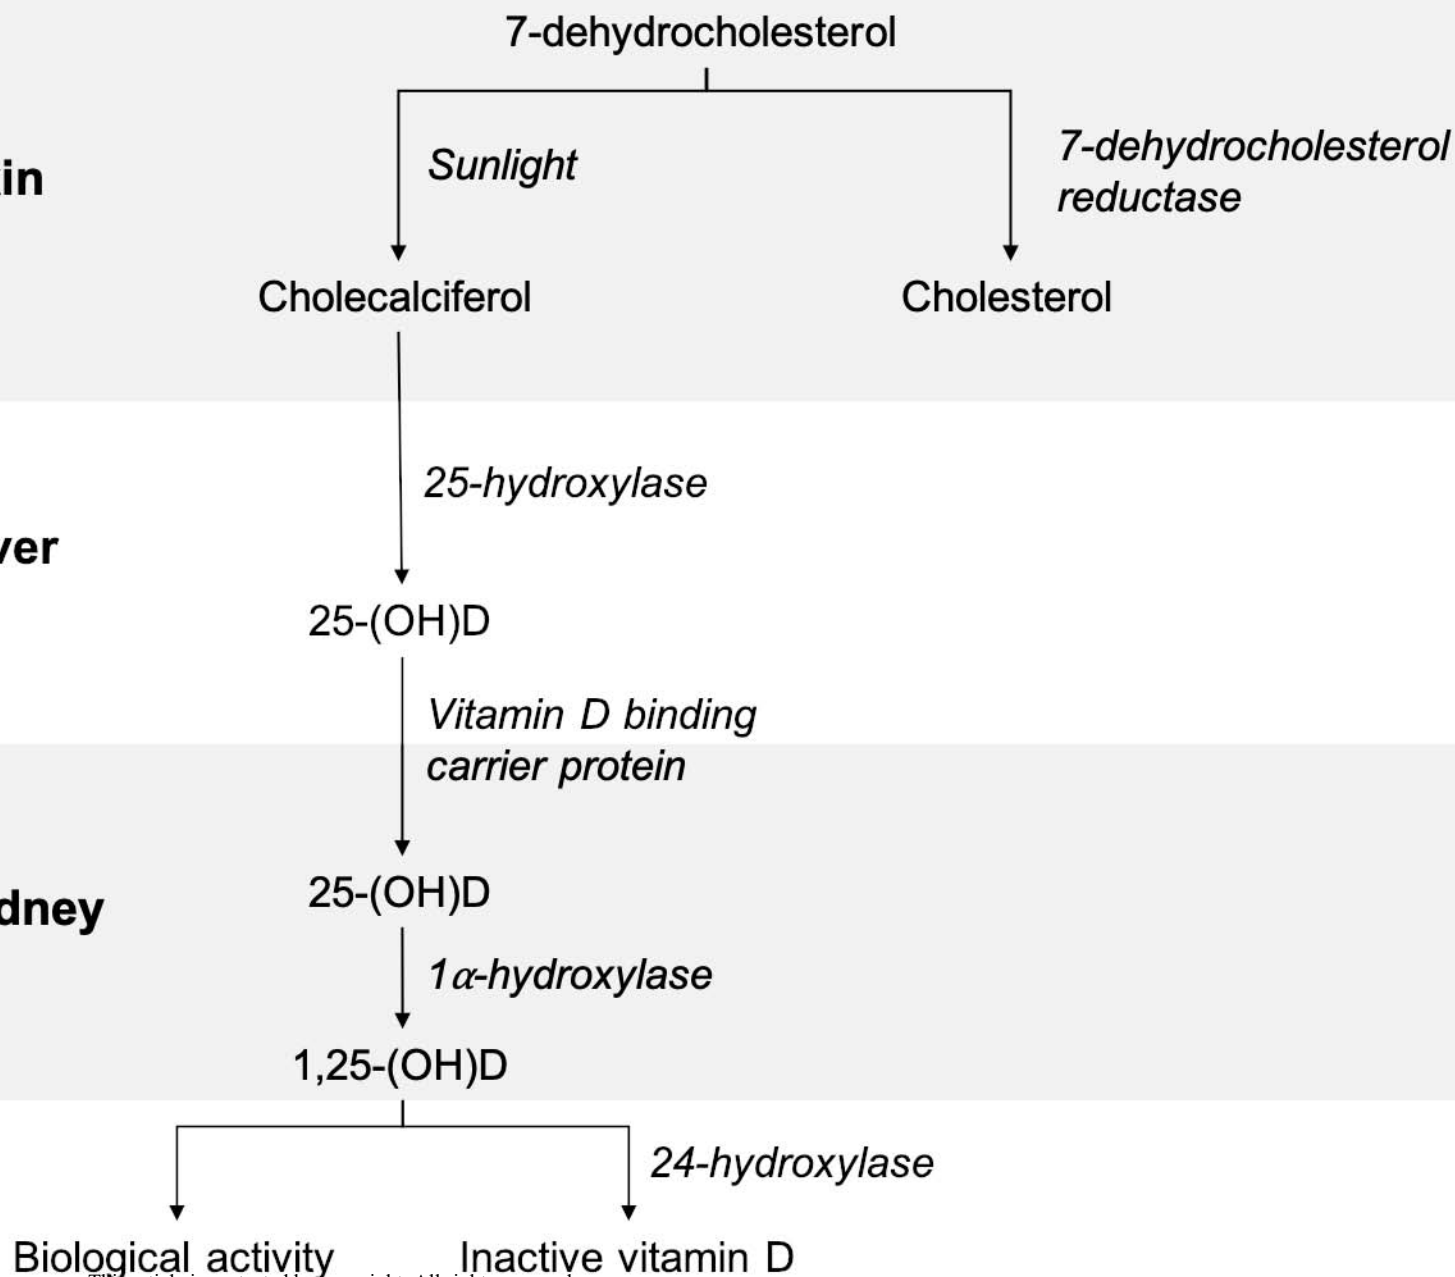 7-dehydrocholesterol
Sunlight
7-dehydrocholesterol
reductase
in
Cholecalciferol
Cholesterol
25-hydroxylase
ver
25-(OH)D
Vitamin D binding
carrier protein
25-(OH)D
dney
1α-hydroxylase
1,25-(OH)D
24-hydroxylase
Biological activity
Inactive vitamin D